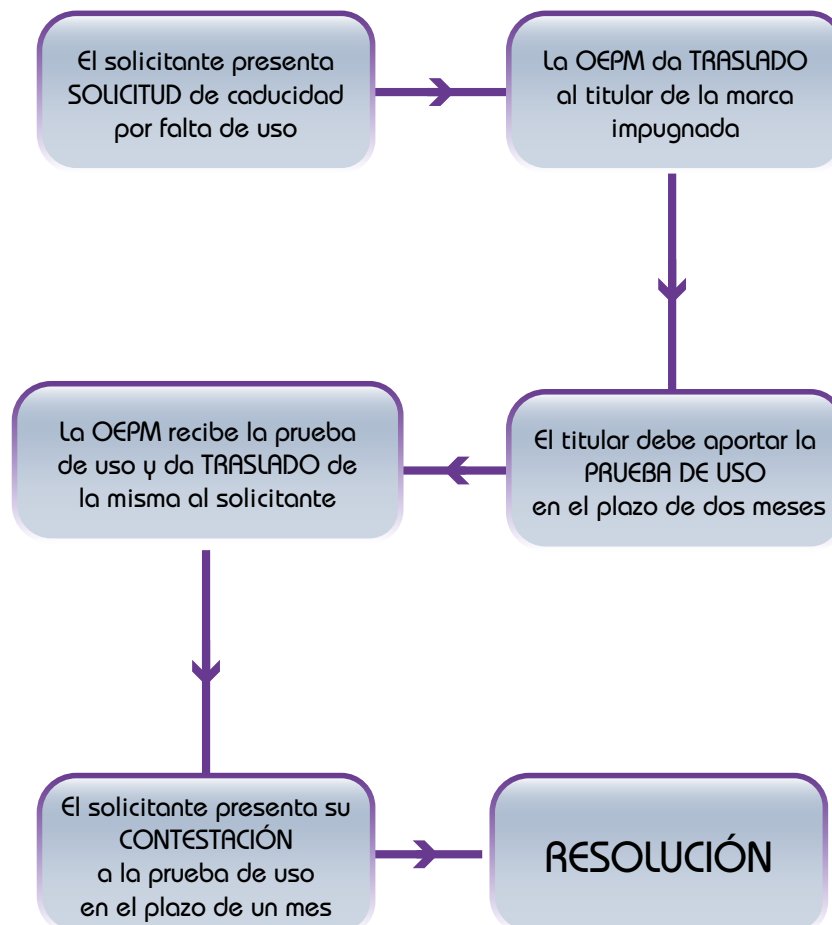 El solicitante presenta
SOLICITUD de caducidad
por falta de uso
La OEPM da TRASLADO
al titular de la marca
impugnada
El titular debe aportar la
PRUEBA DE USO
en el plazo de dos meses
La OEPM recibe la prueba
de uso y da TRASLADO de
la misma al solicitante
El solicitante presenta su
CONTESTACIÓN
a la prueba de uso
en el plazo de un mes
RESOLUCIÓN